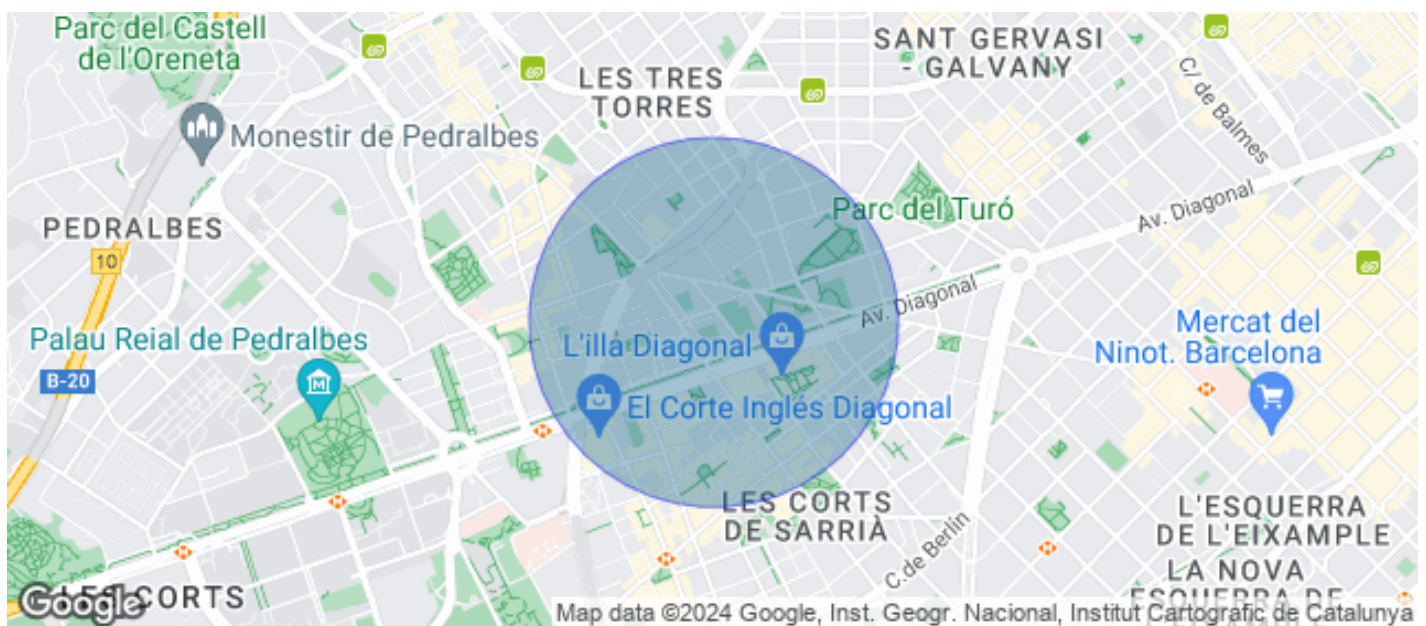 Parc del Castell
de l'Oreneta
SANT GERVASI
- GALVANY
C/ de Balmes
LES TRES
TORRES
Monestir de Pedralbes
Parc del Turó
Av. Diagonal
PEDRALBES
10
Av. Diagonal
Palau Reial de Pedralbes
L'illa Diagonal
Mercat del
Ninot. Barcelona
B-20
El Corte Inglés Diagonal
LES CORTS
DE SARRIÀ
C. de Berlín
L'ESQUERRA
DE L'EIXAMPLE
LA NOVA
ESQUERRA DE
LES CORTS
Google
Map data ©2024 Google, Inst. Geogr. Nacional, Institut Cartogràfic de Catalunya